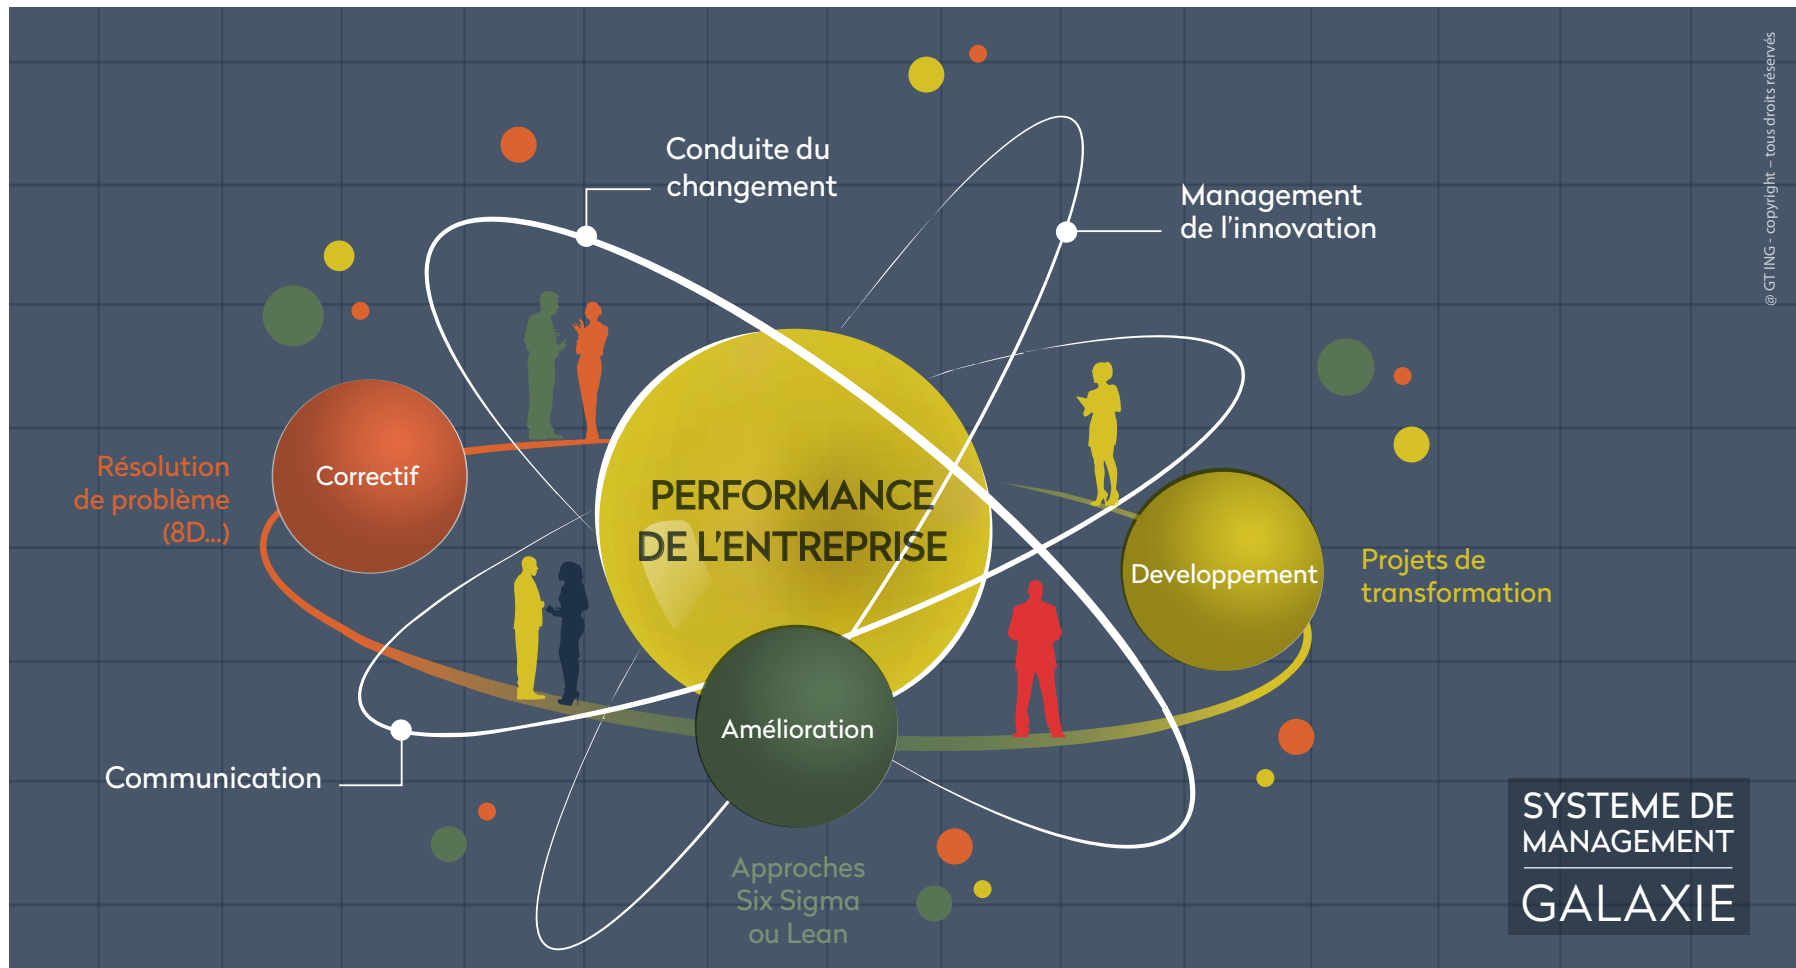 Conduite du
changement
Management
de l'innovation
@ GT ING - copyright – tous droits réservés
Correctif
Résolution
de problème
(8D...)
PERFORMANCE
DE L'ENTREPRISE
Developpement
Projets de
transformation
Amélioration
Communication
Approches
Six Sigma
ou Lean
SYSTEME DE
MANAGEMENT
GALAXIE